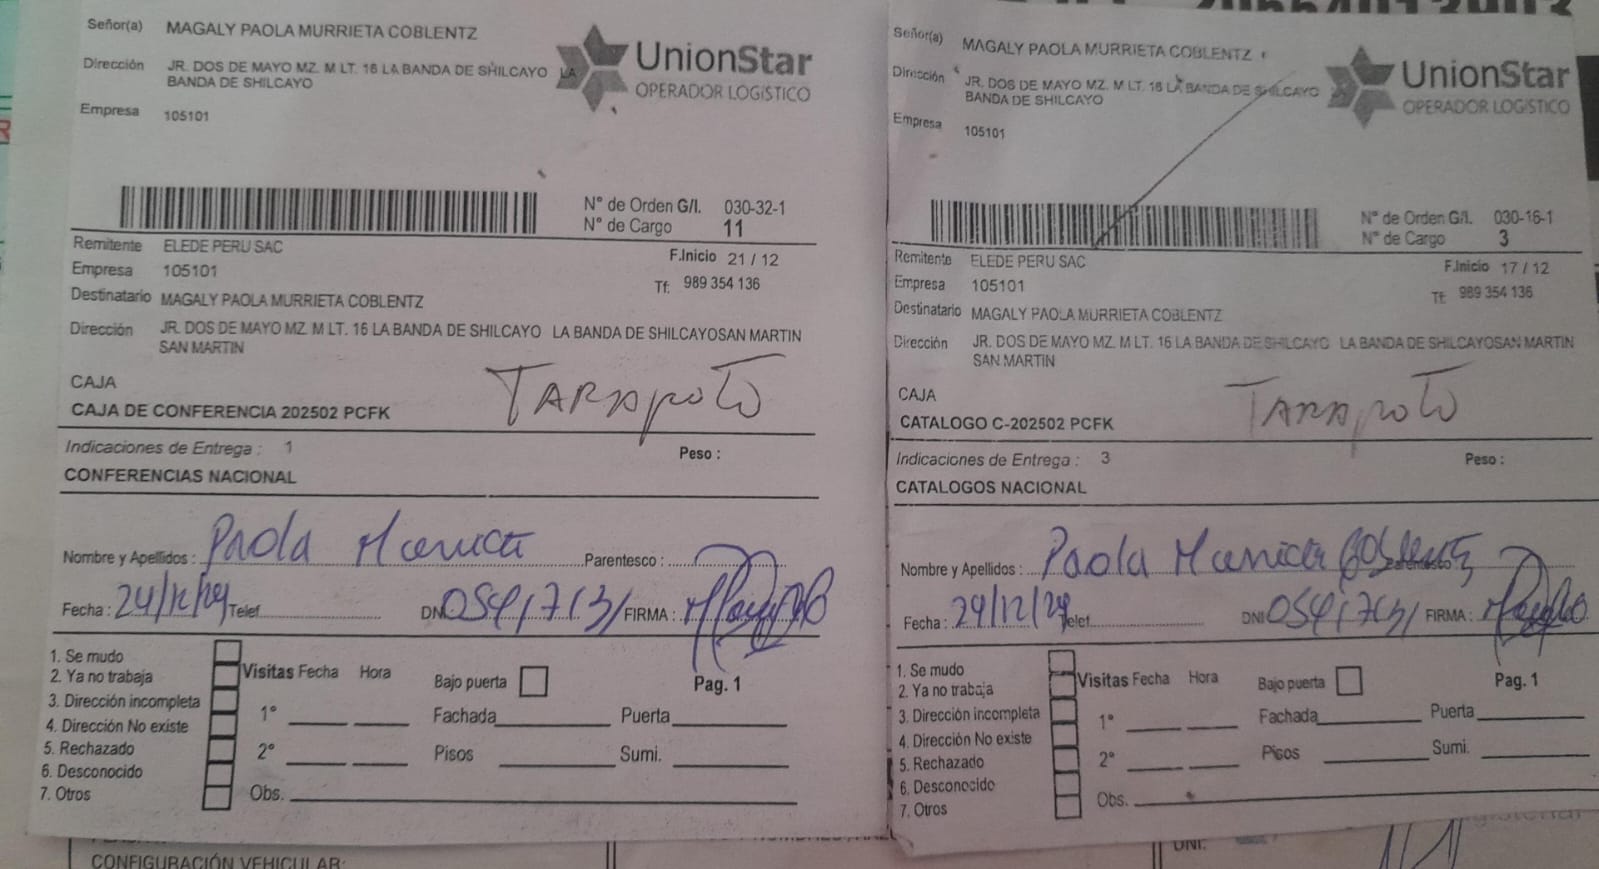 Señor(a) MAGALY PAOLA MURRIETA COBLENTZ
Dirección JR. DOS DE MAYO MZ. M LT. 16 LA BANDA DE SHILCAYO LA
BANDA DE SHILCAYO
Empresa 105101
UnionStar
OPERADOR LOGÍSTICO
N° de Orden G/I. 030-32-1
N° de Cargo 11
Remitente ELEDE PERU SAC
F.Inicio 21 / 12
Empresa 105101
Tf: 989 354 136
Destinatario MAGALY PAOLA MURRIETA COBLENTZ
Dirección JR. DOS DE MAYO MZ. M LT. 16 LA BANDA DE SHILCAYO LA BANDA DE SHILCAYOSAN MARTIN
SAN MARTIN
TARAPOTO
CAJA
CAJA DE CONFERENCIA 202502 PCFK
Indicaciones de Entrega : 1
Peso :
CONFERENCIAS NACIONAL
Nombre y Apellidos : Paola Murrieta Parentesco :
Fecha : 24/12/24 Telef DNI 05417131 FIRMA :
1. Se mudo
2. Ya no trabaja
3. Dirección incompleta
4. Dirección No existe
5. Rechazado
6. Desconocido
7. Otros
Visitas Fecha Hora
Bajo puerta
Pag. 1
1°
Fachada Puerta
2°
Pisos Sumi.
Obs.
Señor(a) MAGALY PAOLA MURRIETA COBLENTZ
Dirección JR. DOS DE MAYO MZ. M LT. 16 LA BANDA DE SHILCAYO
BANDA DE SHILCAYO
Empresa 105101
UnionStar
OPERADOR LOGÍSTICO
N° de Orden G/I. 030-16-1
N° de Cargo 3
Remitente ELEDE PERU SAC
F.Inicio 17 / 12
Empresa 105101
Tf: 989 354 136
Destinatario MAGALY PAOLA MURRIETA COBLENTZ
Dirección JR. DOS DE MAYO MZ. M LT. 16 LA BANDA DE SHILCAYO LA BANDA DE SHILCAYOSAN MARTIN
SAN MARTIN
TARAPOTO
CAJA
CATALOGO C-202502 PCFK
Indicaciones de Entrega : 3
Peso :
CATALOGOS NACIONAL
Nombre y Apellidos : Paola Murrieta Coblentz Parentesco
Fecha : 24/12/24 Telef. DNI 05417131 FIRMA :
1. Se mudo
2. Ya no trabaja
3. Dirección incompleta
4. Dirección No existe
5. Rechazado
6. Desconocido
7. Otros
Visitas Fecha Hora
Bajo puerta
Pag. 1
1°
Fachada Puerta
2°
Pisos Sumi.
Obs.
CONFIGURACIÓN VEHICULAR:
DNI: